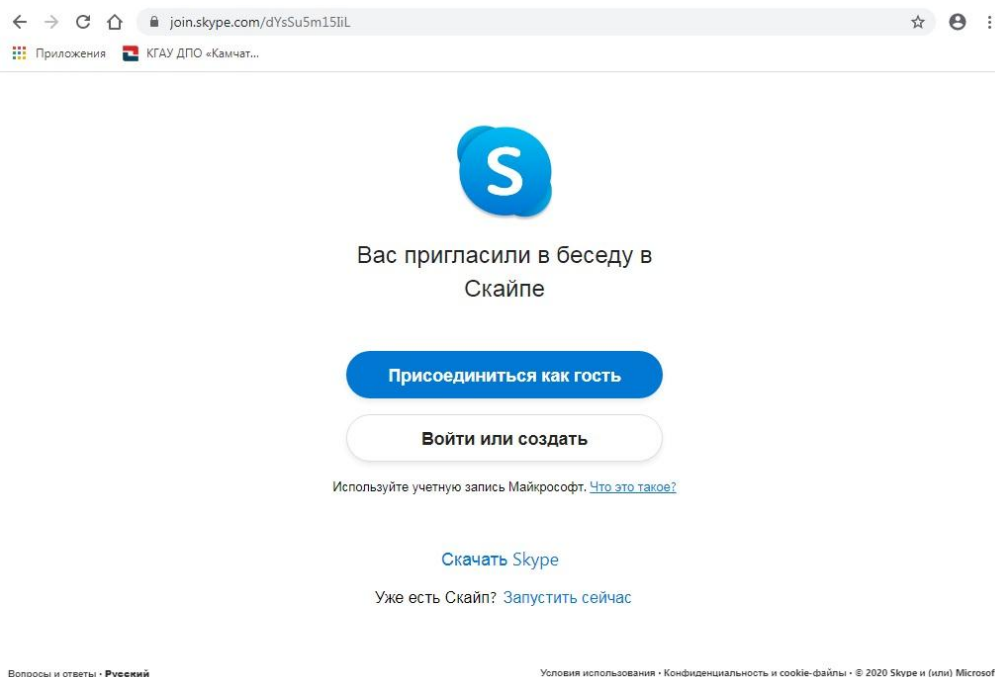 join.skype.com/dYsSu5m15IiL
Приложения КГАУ ДПО «Камчат...
S
Вас пригласили в беседу в
Скайпе
Присоединиться как гость
Войти или создать
Используйте учетную запись Майкрософт. Что это такое?
Скачать Skype
Уже есть Скайп? Запустить сейчас
Вопросы и ответы · Русский Условия использования · Конфиденциальность и cookie-файлы · © 2020 Skype и (или) Microsof